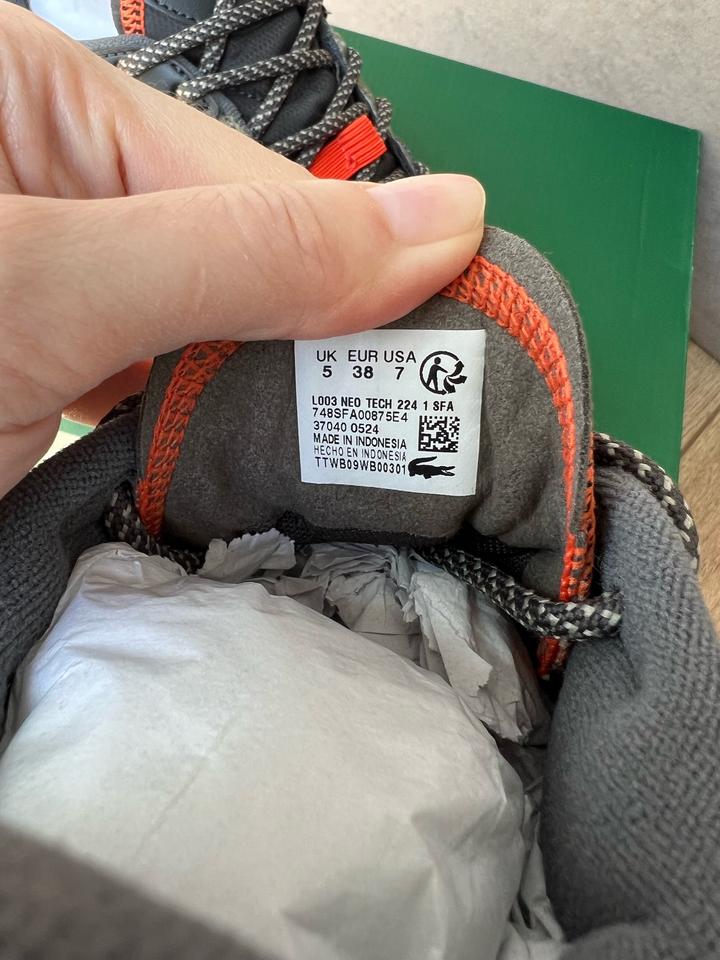 UK EUR USA
5 38 7
L003 NEO TECH 224 1 SFA
748SFA00875E4
37040 0524
MADE IN INDONESIA
HECHO EN INDONESIA
TTWB09WB00301